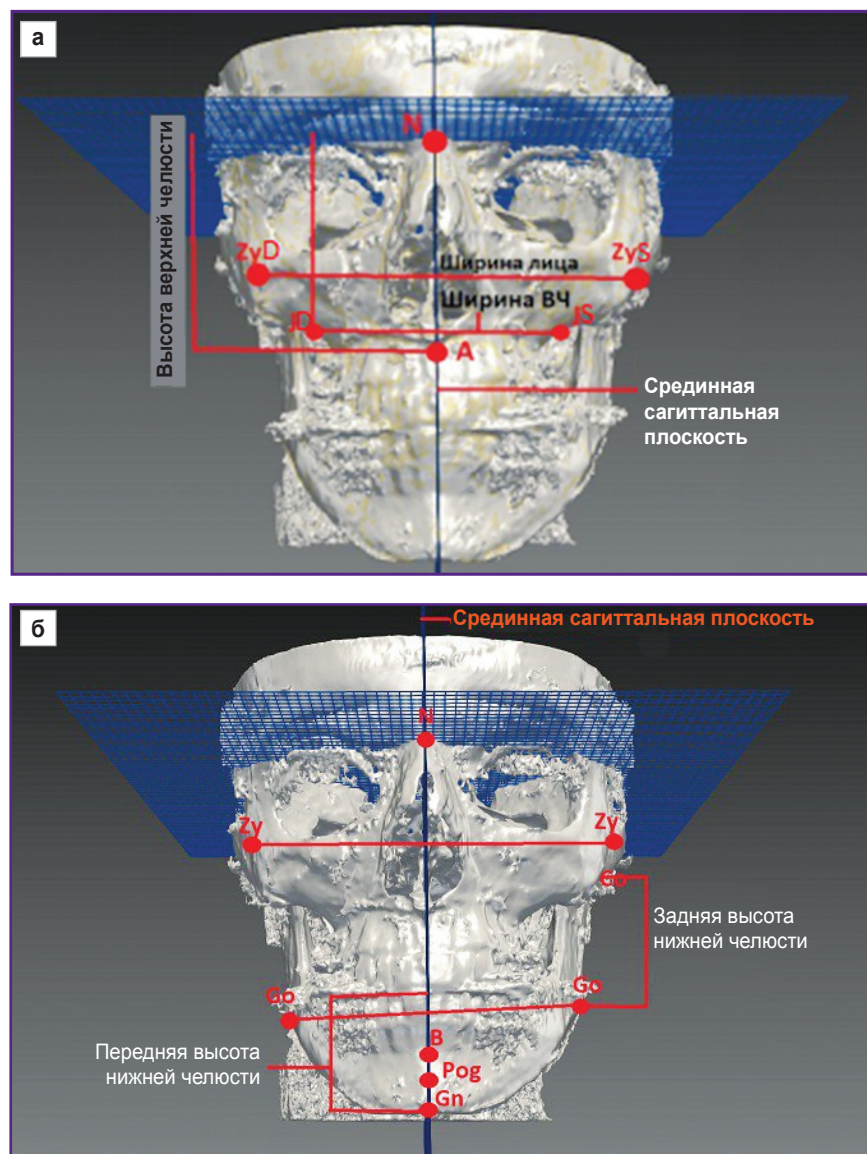 а
N
Высота верхней челюсти
ZyD
ZyS
Ширина лица
Ширина ВЧ
JD
JS
A
Срединная
сагиттальная
плоскость
б
Срединная сагиттальная плоскость
N
Zy
Zy
Go
Задняя высота
нижней челюсти
Go
Go
B
Передняя высота
нижней челюсти
Pog
Gn